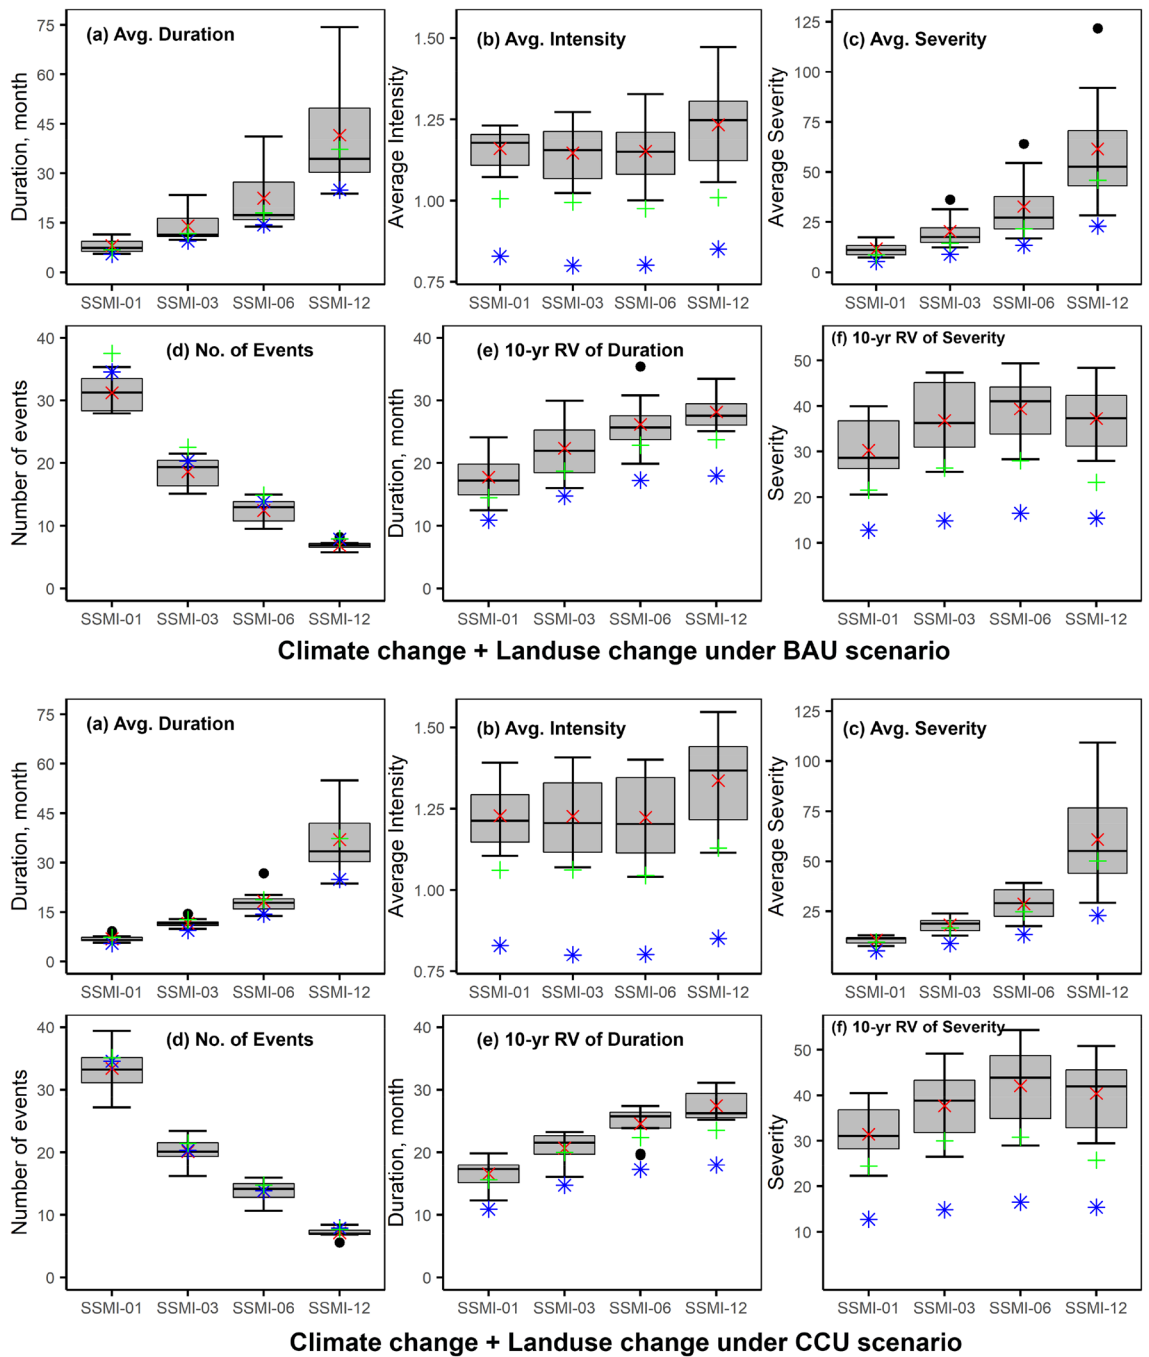 (a) Avg. Duration
Duration, month
75
60
45
30
15
0
SSMI-01 SSMI-03 SSMI-06 SSMI-12
(b) Avg. Intensity
Average Intensity
1.50
1.25
1.00
0.75
SSMI-01 SSMI-03 SSMI-06 SSMI-12
(c) Avg. Severity
Average Severity
125
100
75
50
25
0
SSMI-01 SSMI-03 SSMI-06 SSMI-12
(d) No. of Events
Number of events
40
30
20
10
0
SSMI-01 SSMI-03 SSMI-06 SSMI-12
(e) 10-yr RV of Duration
Duration, month
40
30
20
10
0
SSMI-01 SSMI-03 SSMI-06 SSMI-12
(f) 10-yr RV of Severity
Severity
50
40
30
20
10
SSMI-01 SSMI-03 SSMI-06 SSMI-12
Climate change + Landuse change under BAU scenario
(a) Avg. Duration
Duration, month
75
60
45
30
15
0
SSMI-01 SSMI-03 SSMI-06 SSMI-12
(b) Avg. Intensity
Average Intensity
1.50
1.25
1.00
0.75
SSMI-01 SSMI-03 SSMI-06 SSMI-12
(c) Avg. Severity
Average Severity
125
100
75
50
25
SSMI-01 SSMI-03 SSMI-06 SSMI-12
(d) No. of Events
Number of events
40
30
20
10
0
SSMI-01 SSMI-03 SSMI-06 SSMI-12
(e) 10-yr RV of Duration
Duration, month
40
30
20
10
0
SSMI-01 SSMI-03 SSMI-06 SSMI-12
(f) 10-yr RV of Severity
Severity
50
40
30
20
10
SSMI-01 SSMI-03 SSMI-06 SSMI-12
Climate change + Landuse change under CCU scenario